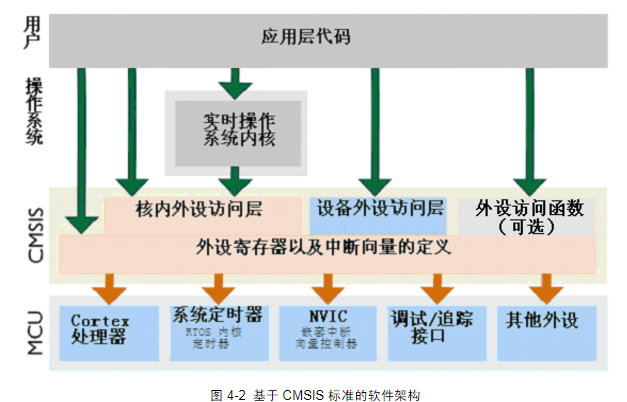 用户
应用层代码
操作系统
实时操作
系统内核
CMSIS
核内外设访问层
设备外设访问层
外设访问函数
(可选)
外设寄存器以及中断向量的定义
MCU
Cortex
处理器
系统定时器
RTOS 内核
定时器
NVIC
嵌套中断
向量控制器
调试/追踪
接口
其他外设
图 4-2 基于 CMSIS 标准的软件架构